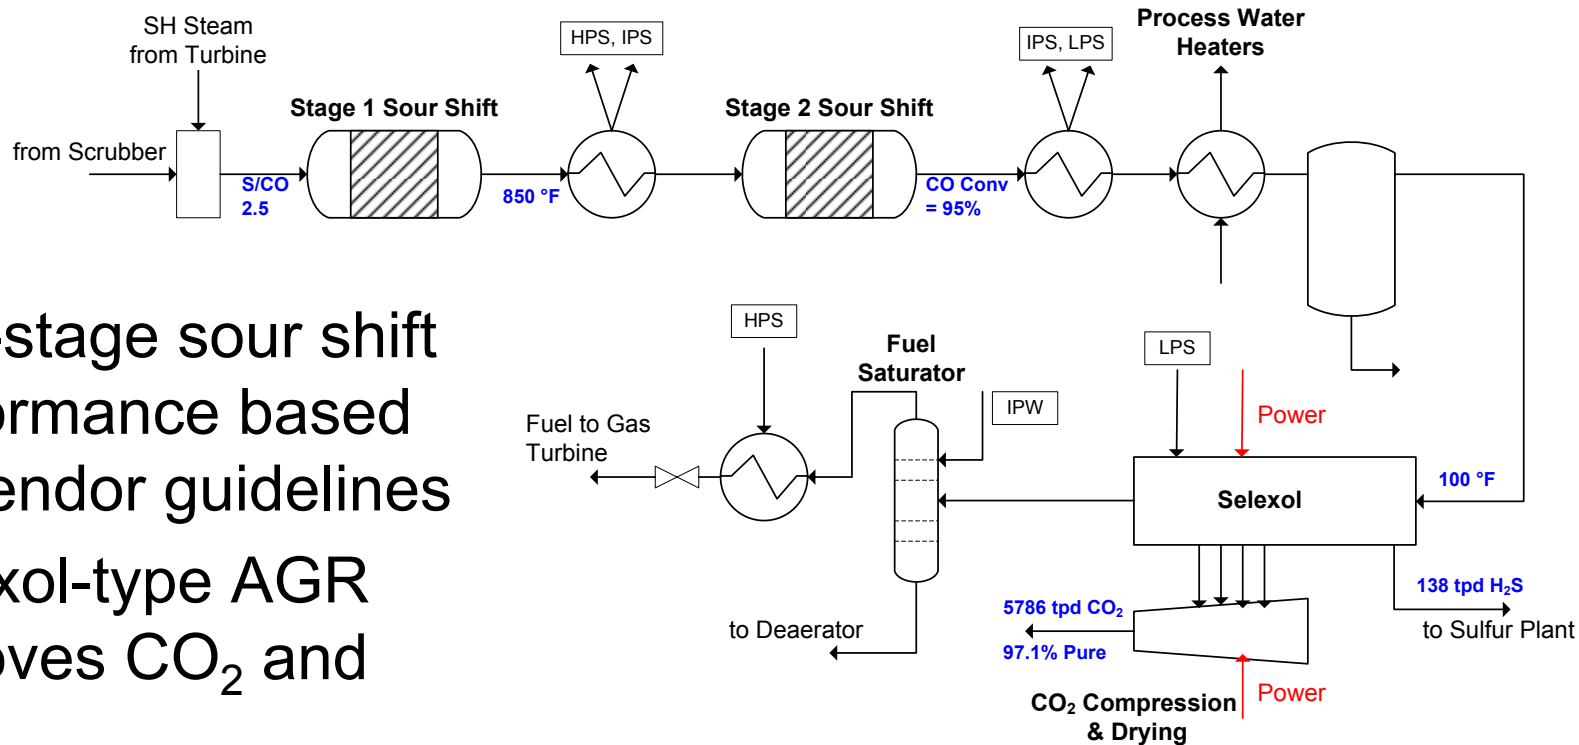 SH Steam
from Turbine
HPS, IPS
IPS, LPS
Process Water
Heaters
Stage 1 Sour Shift
Stage 2 Sour Shift
from Scrubber
S/CO
2.5
850 °F
CO Conv
= 95%
-stage sour shift
ormance based
endor guidelines
xol-type AGR
oves CO₂ and
HPS
Fuel
Saturator
LPS
IPW
Power
Fuel to Gas
Turbine
Selexol
100 °F
138 tpd H₂S
to Sulfur Plant
5786 tpd CO₂
97.1% Pure
to Deaerator
Power
CO₂ Compression
& Drying